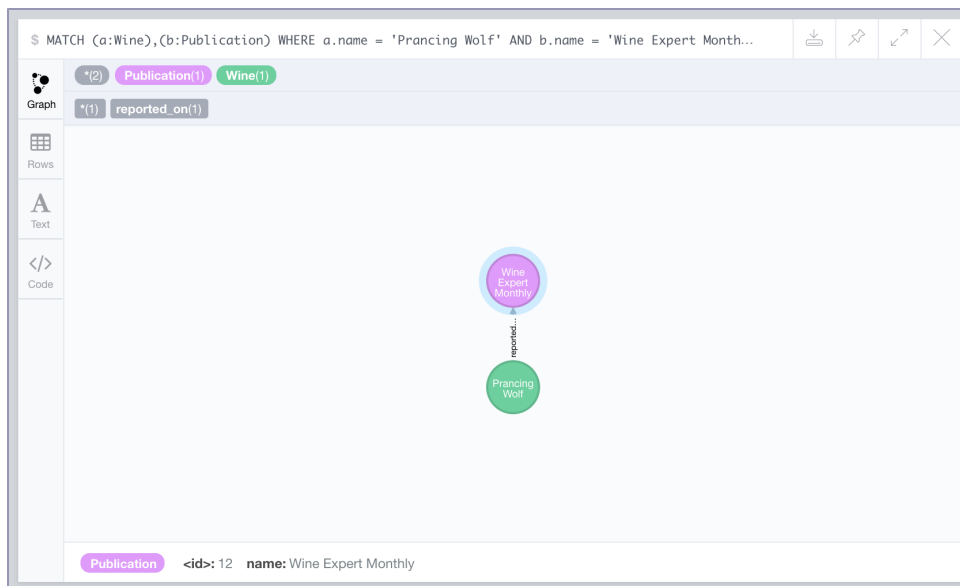 $ MATCH (a:Wine),(b:Publication) WHERE a.name = 'Prancing Wolf' AND b.name = 'Wine Expert Month...
Graph
*(2) Publication(1) Wine(1)
*(1) reported_on(1)
Rows
A
Text
</>
Code
Wine
Expert
Monthly
reported...
Prancing
Wolf
Publication <id>: 12 name: Wine Expert Monthly